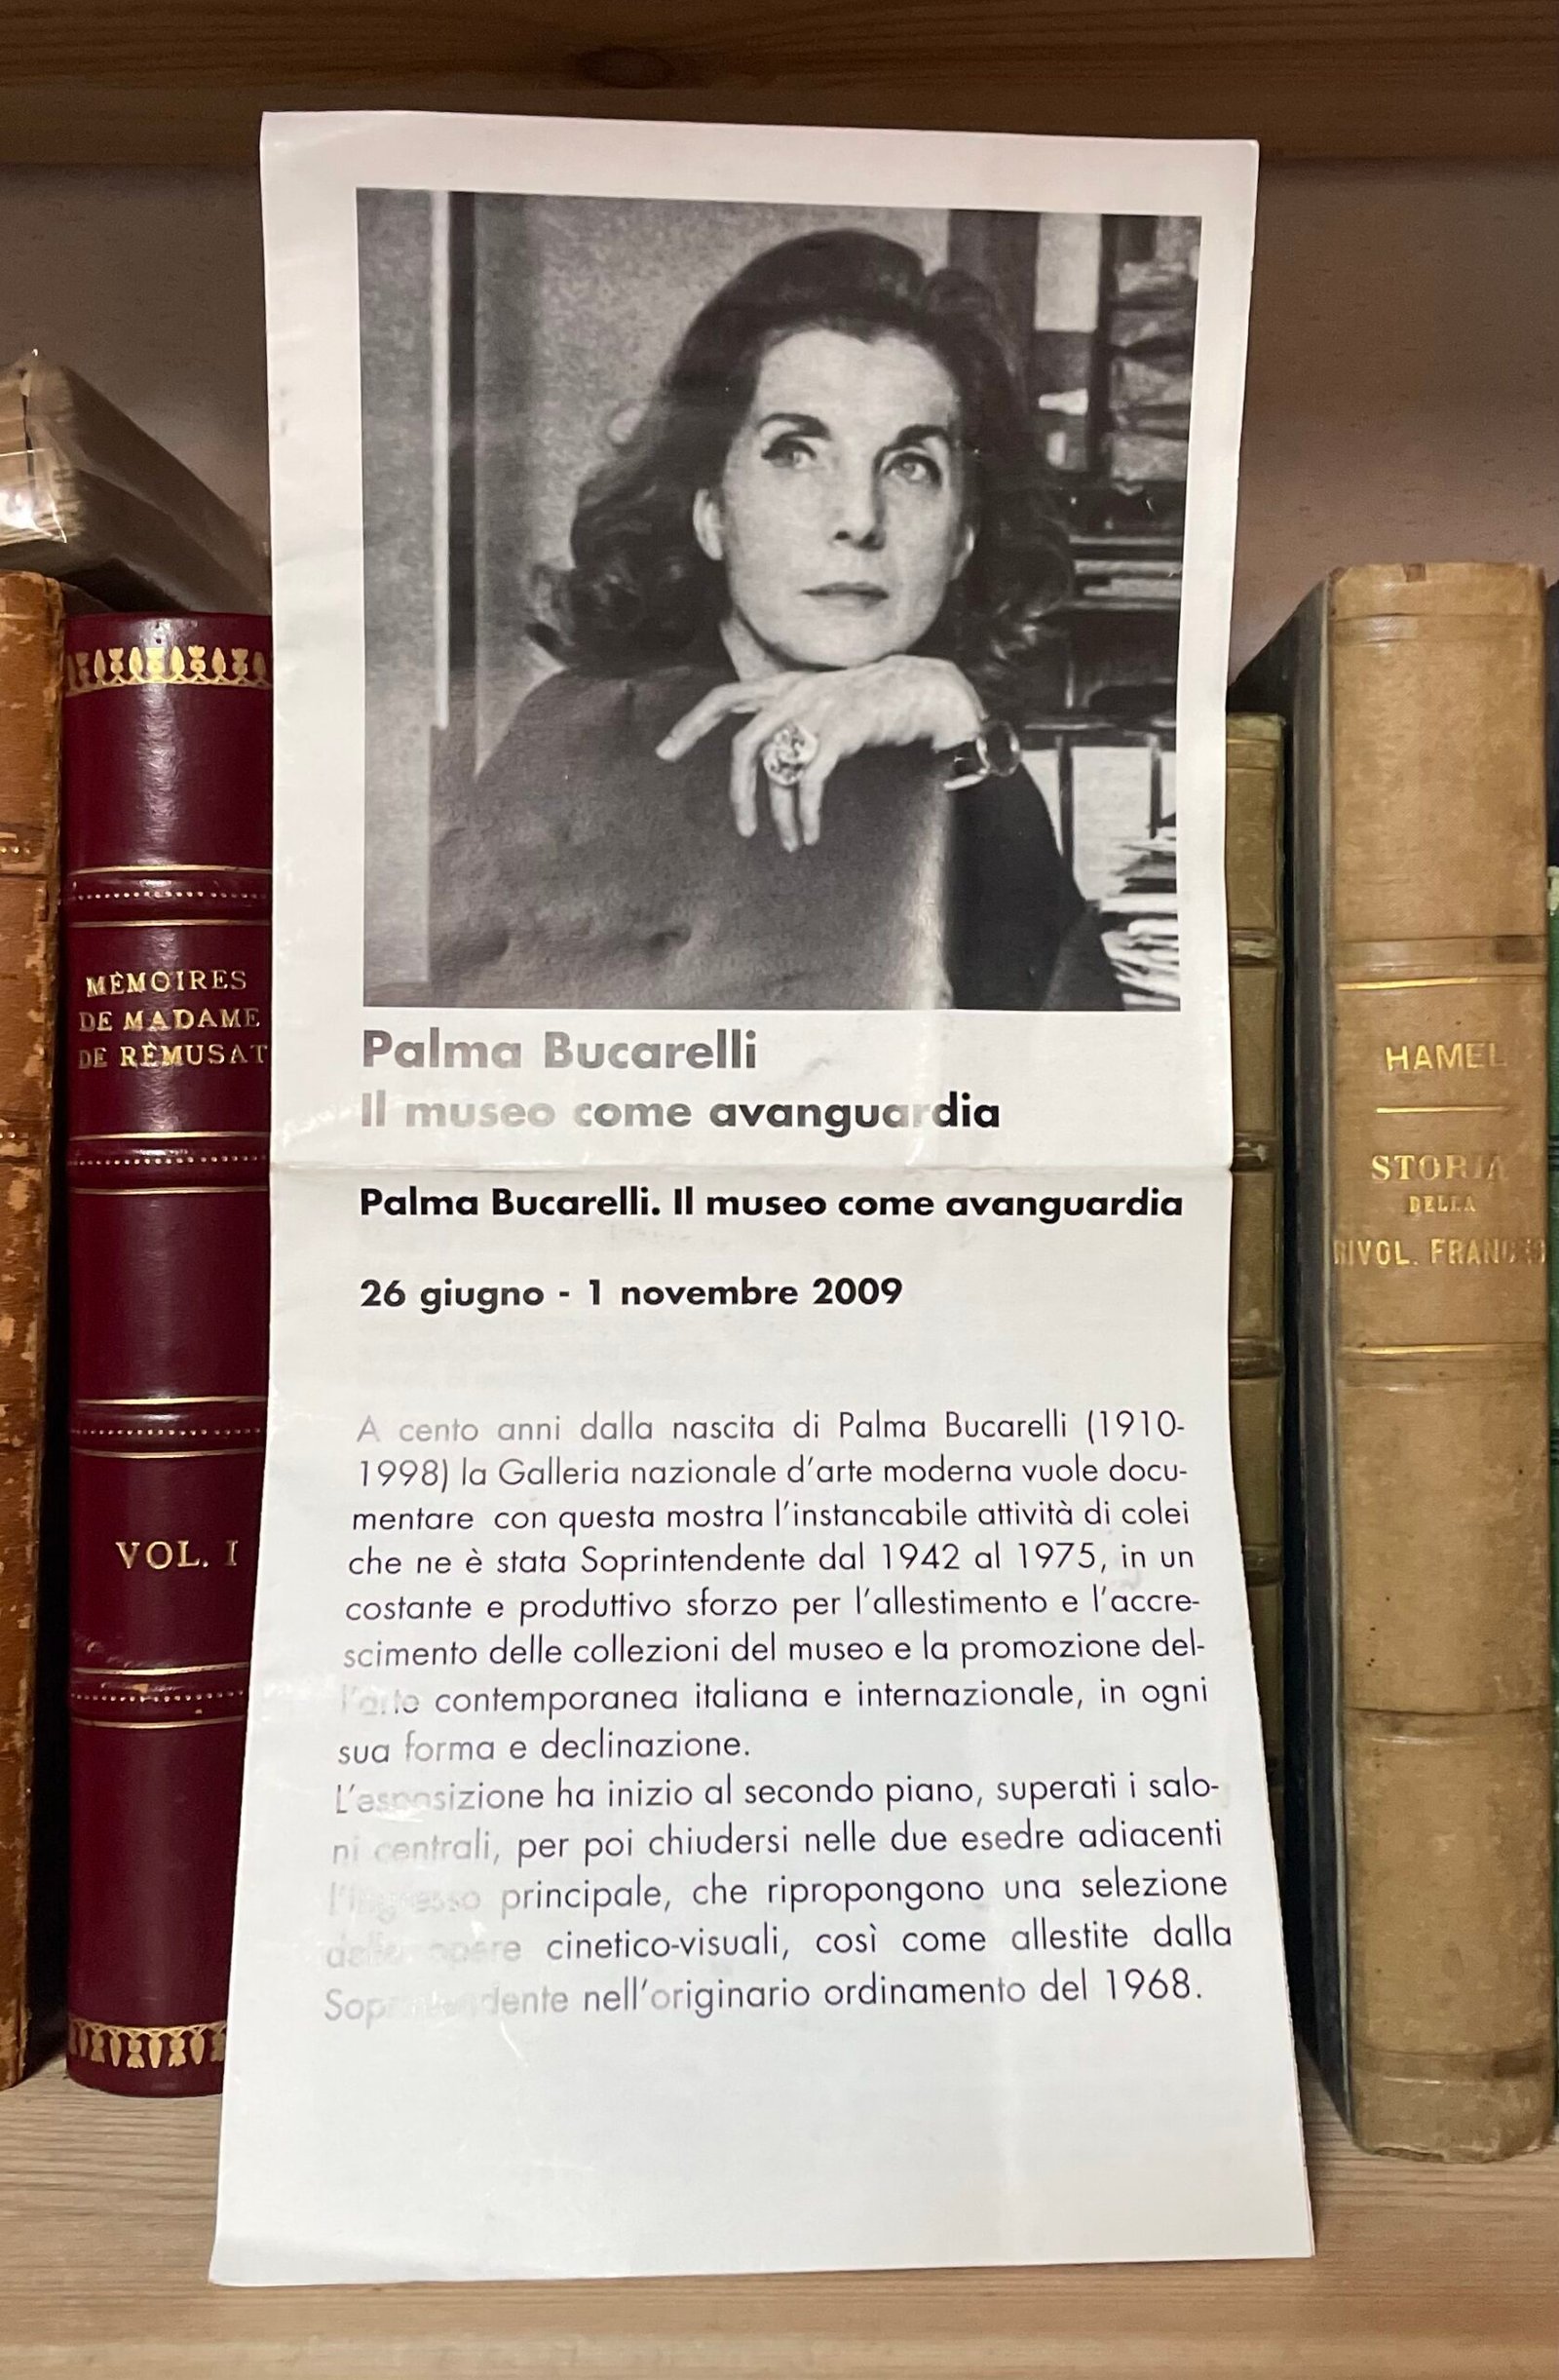 MÉMOIRES
DE MADAME
DE RÉMUSAT
VOL. I
Palma Bucarelli
Il museo come avanguardia
Palma Bucarelli. Il museo come avanguardia
26 giugno - 1 novembre 2009
A cento anni dalla nascita di Palma Bucarelli (1910-
1998) la Galleria nazionale d'arte moderna vuole docu-
mentare con questa mostra l'instancabile attività di colei
che ne è stata Soprintendente dal 1942 al 1975, in un
costante e produttivo sforzo per l'allestimento e l'accre-
scimento delle collezioni del museo e la promozione del-
l'arte contemporanea italiana e internazionale, in ogni
sua forma e declinazione.
L'esposizione ha inizio al secondo piano, superati i salo-
ni centrali, per poi chiudersi nelle due esedre adiacenti
l'ingresso principale, che ripropongono una selezione
delle opere cinetico-visuali, così come allestite dalla
Soprintendente nell'originario ordinamento del 1968.
HAMEL
STORIA
DELLA
RIVOL. FRANCES